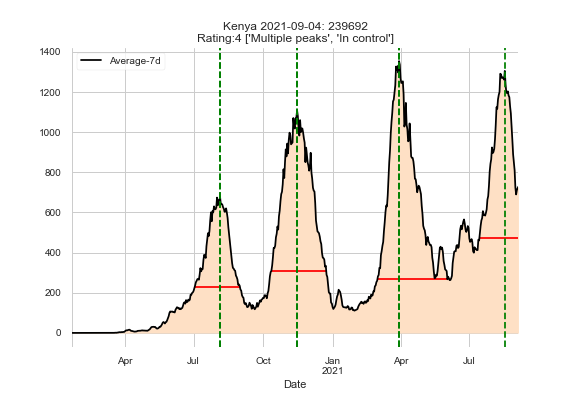 Kenya 2021-09-04: 239692
Rating:4 ['Multiple peaks', 'In control']
Average-7d
1400
1200
1000
800
600
400
200
0
Apr Jul Oct Jan Apr Jul
2021
Date